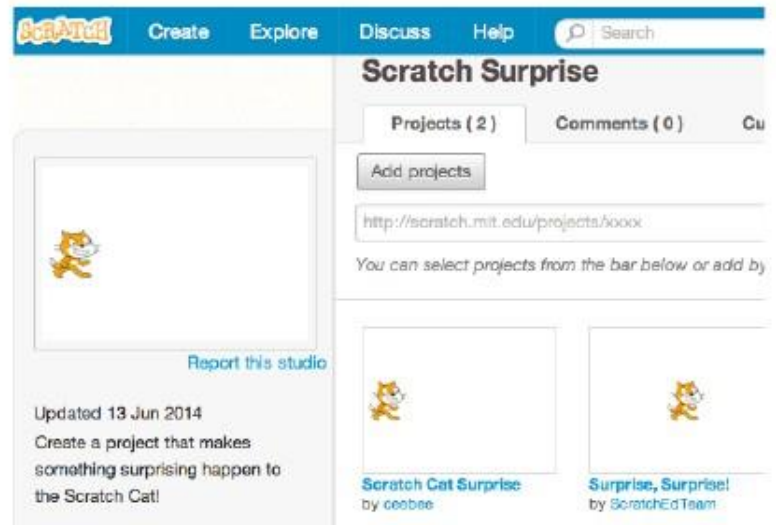 SCRATCH Create Explore Discuss Help Search
Scratch Surprise
Projects ( 2 ) Comments ( 0 ) Cu
Add projects
http://scratch.mit.edu/projects/xxxx
You can select projects from the bar below or add by
Report this studio
Updated 13 Jun 2014
Create a project that makes
something surprising happen to
the Scratch Cat!
Scratch Cat Surprise
by ceebee
Surprise, Surprise!
by ScratchEdTeam